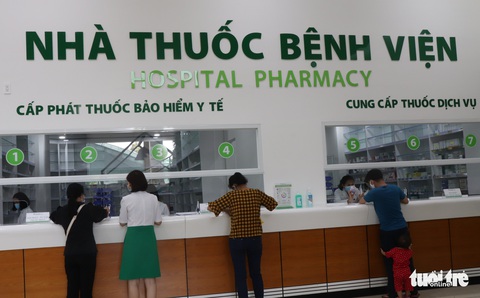 NHÀ THUỐC BỆNH VIỆN
HOSPITAL PHARMACY
CẤP PHÁT THUỐC BẢO HIỂM Y TẾ
CUNG CẤP THUỐC DỊCH VỤ
1 2 3 4 5 6 7
tuổi trẻ
online